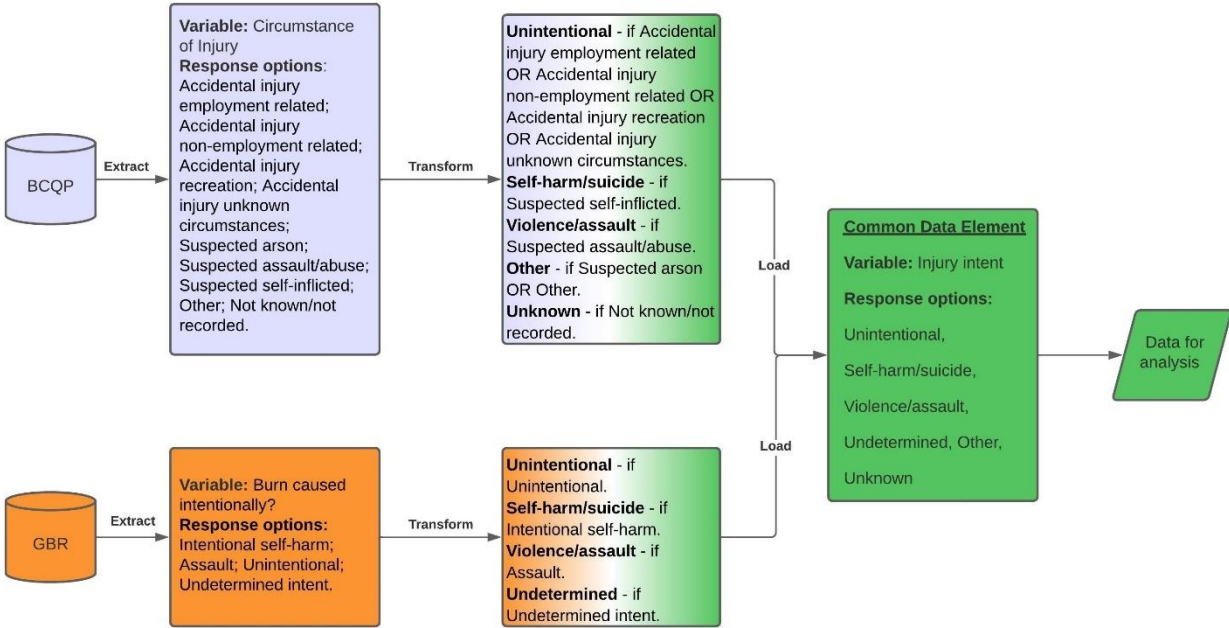 BCQP
Extract
Variable: Circumstance
of Injury
Response options:
Accidental injury
employment related;
Accidental injury
non-employment related;
Accidental injury
recreation; Accidental
injury unknown
circumstances;
Suspected arson;
Suspected assault/abuse;
Suspected self-inflicted;
Other; Not known/not
recorded.
Transform
Unintentional - if Accidental
injury employment related
OR Accidental injury
non-employment related OR
Accidental injury recreation
OR Accidental injury
unknown circumstances.
Self-harm/suicide - if
Suspected self-inflicted.
Violence/assault - if
Suspected assault/abuse.
Other - if Suspected arson
OR Other.
Unknown - if Not known/not
recorded.
Load
GBR
Extract
Variable: Burn caused
intentionally?
Response options:
Intentional self-harm;
Assault; Unintentional;
Undetermined intent.
Transform
Unintentional - if
Unintentional.
Self-harm/suicide - if
Intentional self-harm.
Violence/assault - if
Assault.
Undetermined - if
Undetermined intent.
Load
Common Data Element
Variable: Injury intent
Response options:
Unintentional,
Self-harm/suicide,
Violence/assault,
Undetermined, Other,
Unknown
Data for
analysis